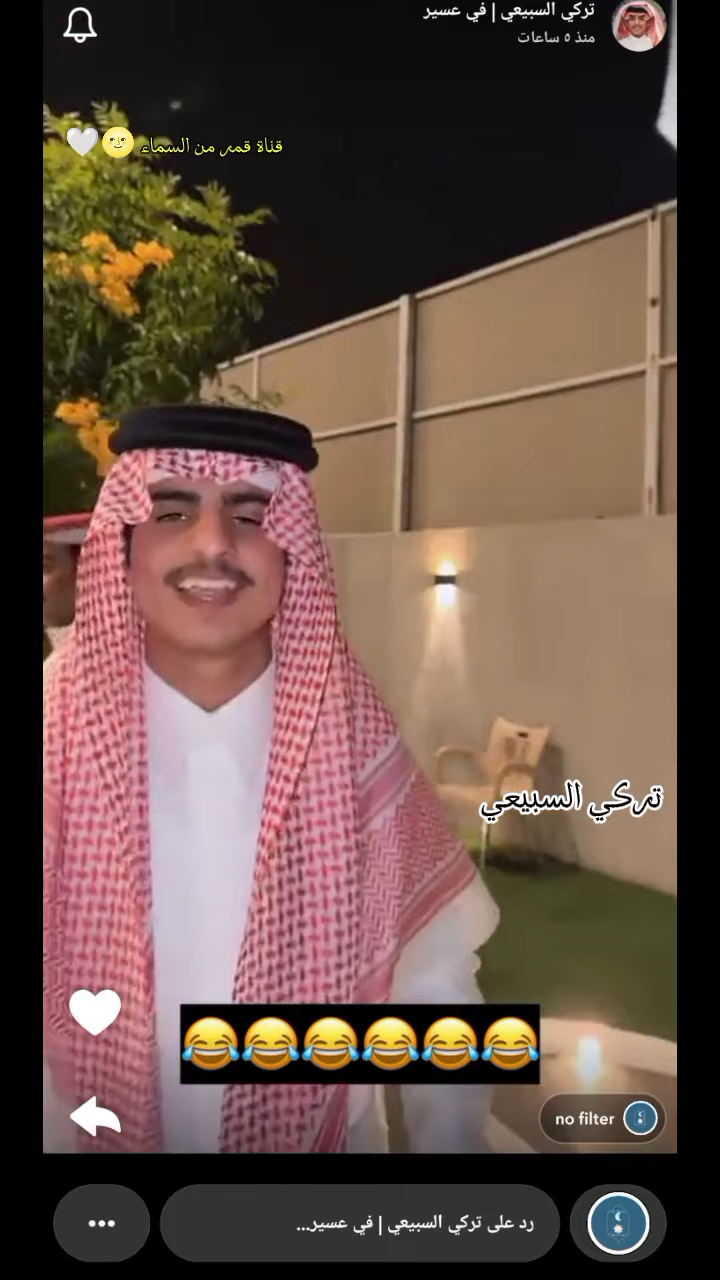 تركي السبيعي | في عسير
منذ ٥ ساعات
قناة قمر من السماء 🌝🤍
تركي السبيعي
😂😂😂😂😂😂
no filter
رد على تركي السبيعي | في عسير...